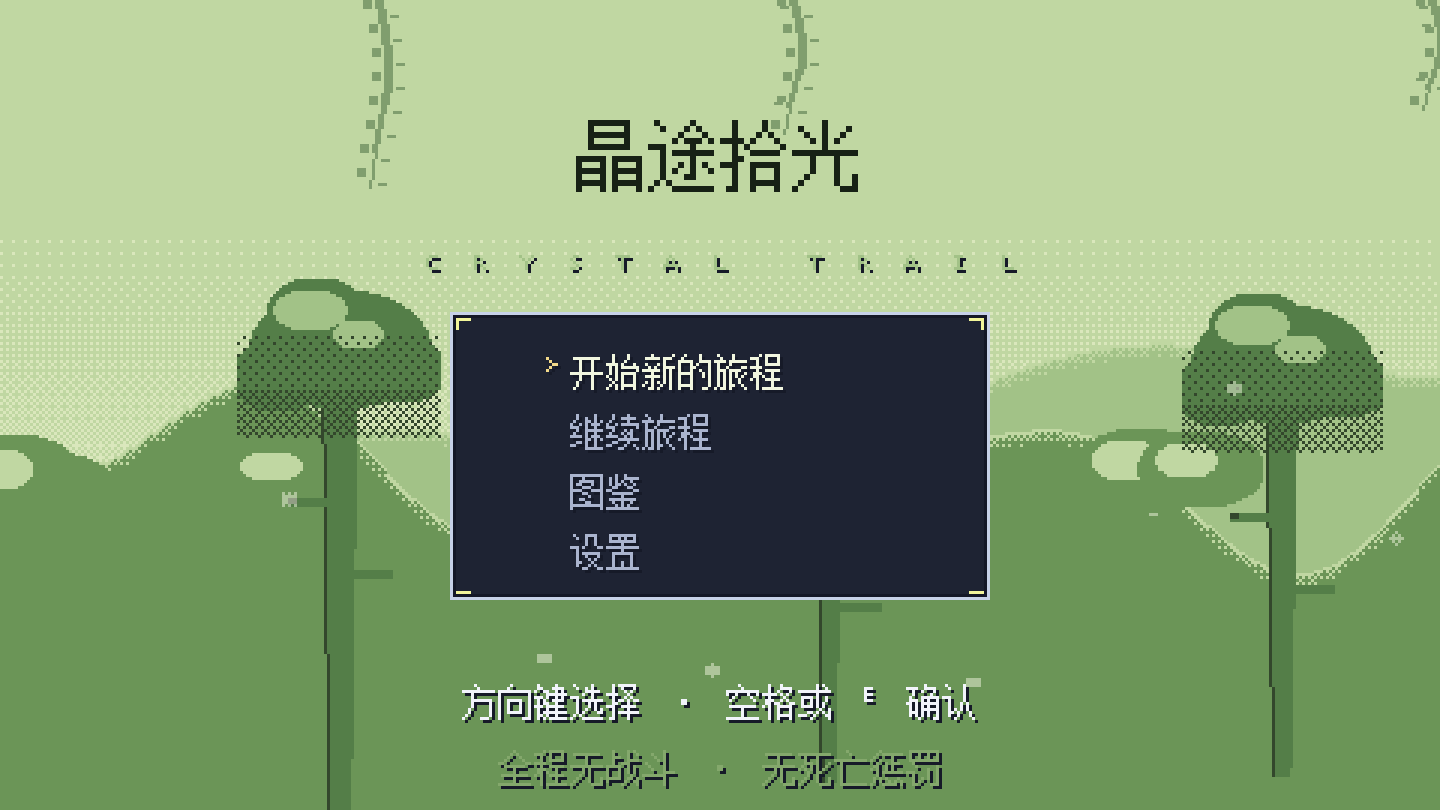 晶途拾光
CRYSTAL TRAIL
> 开始新的旅程
继续旅程
图鉴
设置
方向键选择 · 空格或 E 确认
全程无战斗 · 无死亡惩罚